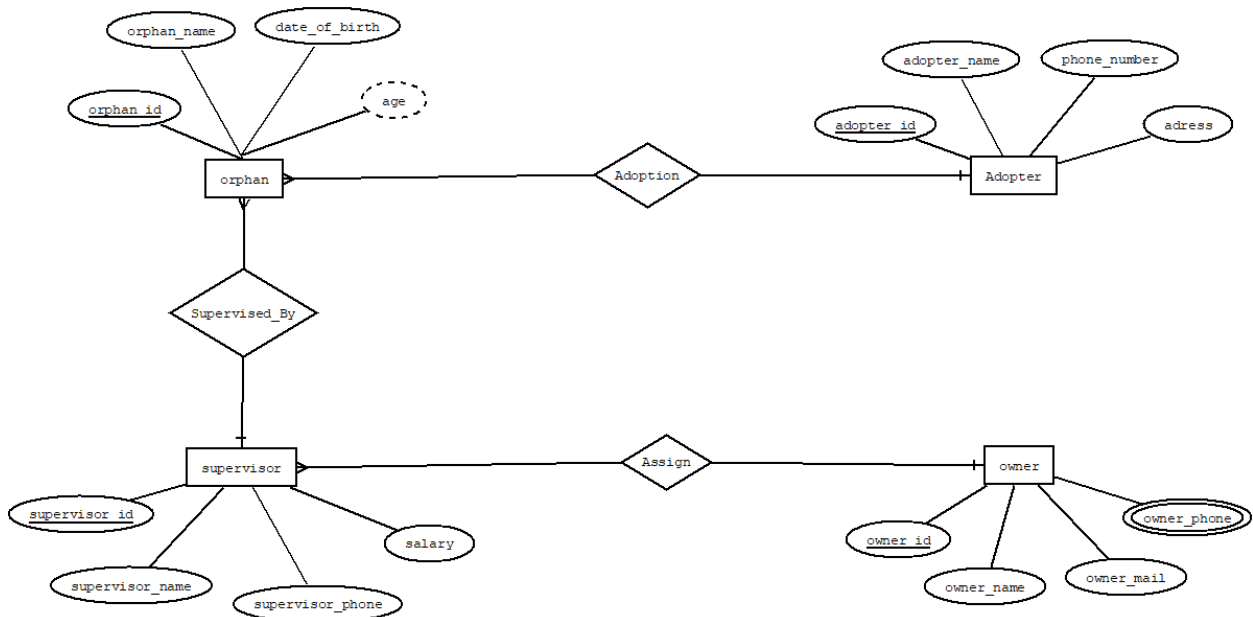 orphan_name
date_of_birth
adopter_name
phone_number
orphan_id
age
adopter_id
adress
orphan
Adoption
Adopter
Supervised_By
supervisor
Assign
owner
supervisor_id
salary
owner_id
owner_phone
supervisor_name
supervisor_phone
owner_name
owner_mail